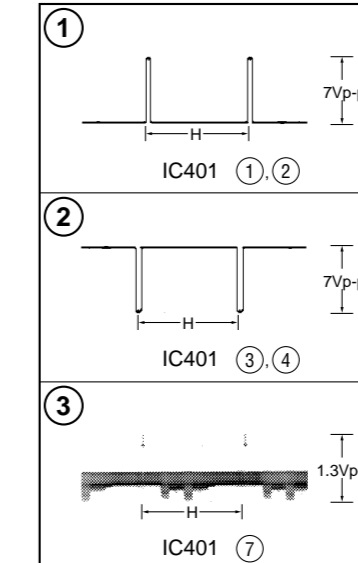 1
7Vp-p
H
IC401 ①, ②
2
7Vp-p
H
IC401 ③, ④
3
1.3Vp
H
IC401 ⑦